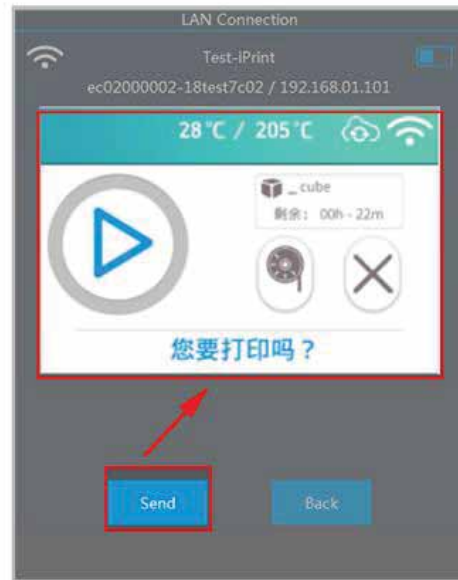 LAN Connection
Test-iPrint
ec02000002-18test7c02 / 192.168.01.101
28℃ / 205℃
_cube
剩余： 00h - 22m
您要打印吗？
Send
Back